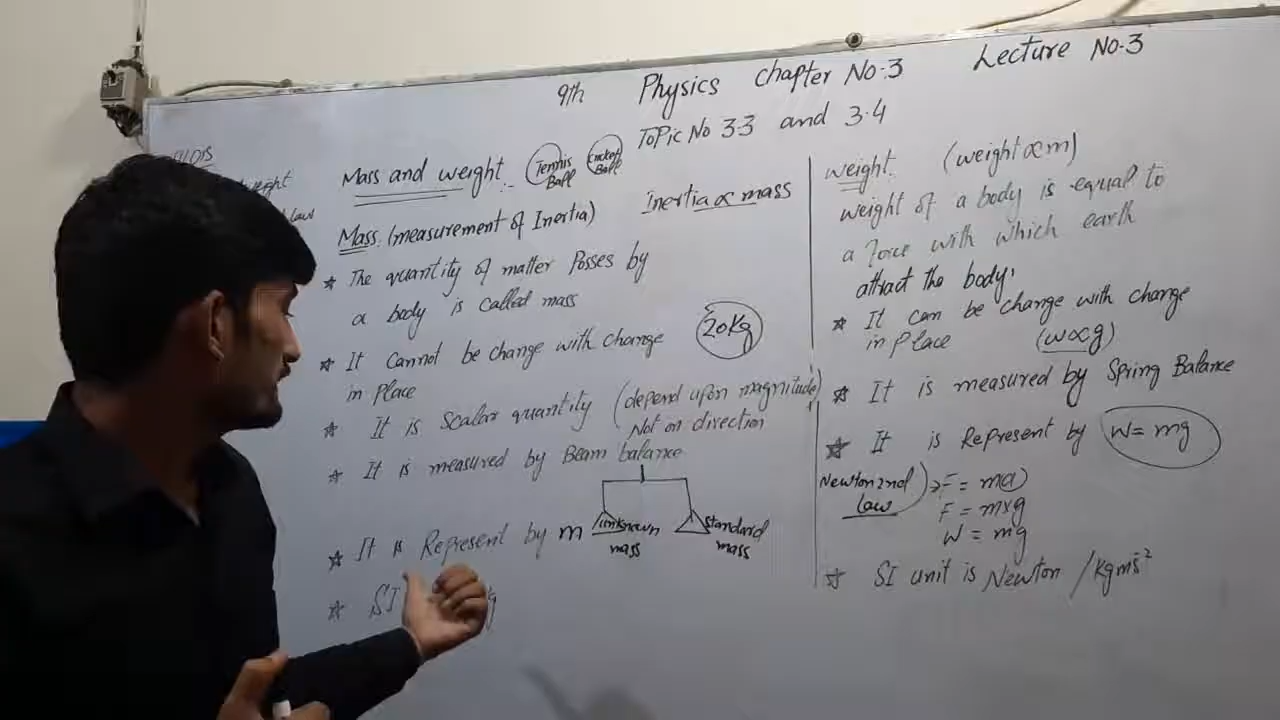 9th Physics Chapter No.3 Lecture No.3
Topic No 3.3 and 3.4
Mass and weight :-
Tennis
Ball
Cricket
Ball
Inertia ∝ mass
Mass. (measurement of Inertia)
* The quantity of matter Posses by
a body is called mass
* It Cannot be change with change
in Place
20Kg
* It is Scalar quantity (depend upon magnitude)
Not on direction
* It is measured by Beam balance
unknown
mass
standard
mass
* It is Represent by m
* SI
weight. (weight ∝ m)
weight of a body is equal to
a force with which earth
attract the body.
* It can be change with change
in place (w∝g)
* It is measured by Spring Balance
* It is Represent by W=mg
Newton 2nd
law
F = ma
F = mxg
W = mg
* SI unit is Newton /kgms⁻²
weight
law